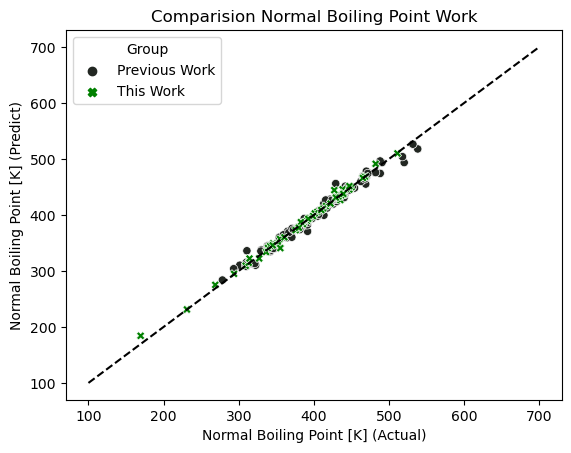 Comparision Normal Boiling Point Work
Group
Previous Work
This Work
Normal Boiling Point [K] (Predict)
700
600
500
400
300
200
100
100 200 300 400 500 600 700
Normal Boiling Point [K] (Actual)